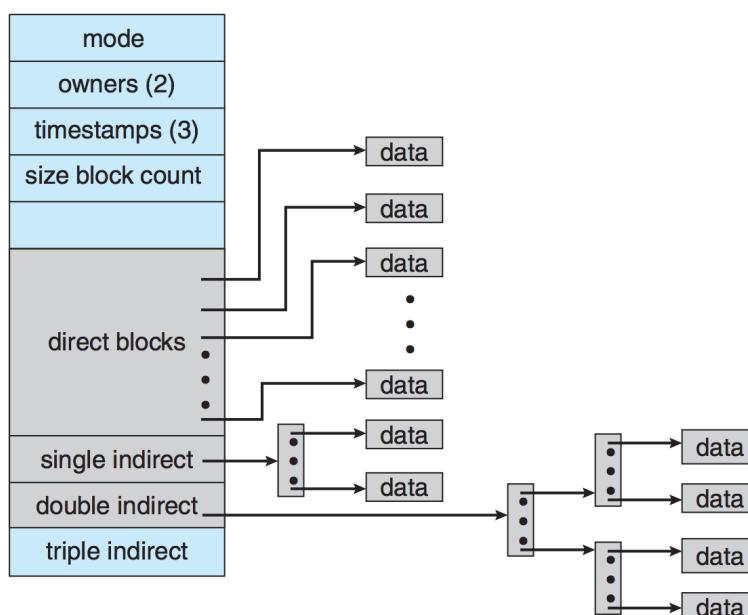 mode
owners (2)
timestamps (3)
size block count
direct blocks
single indirect
double indirect
triple indirect
data
data
data
data
data
data
data
data
data
data